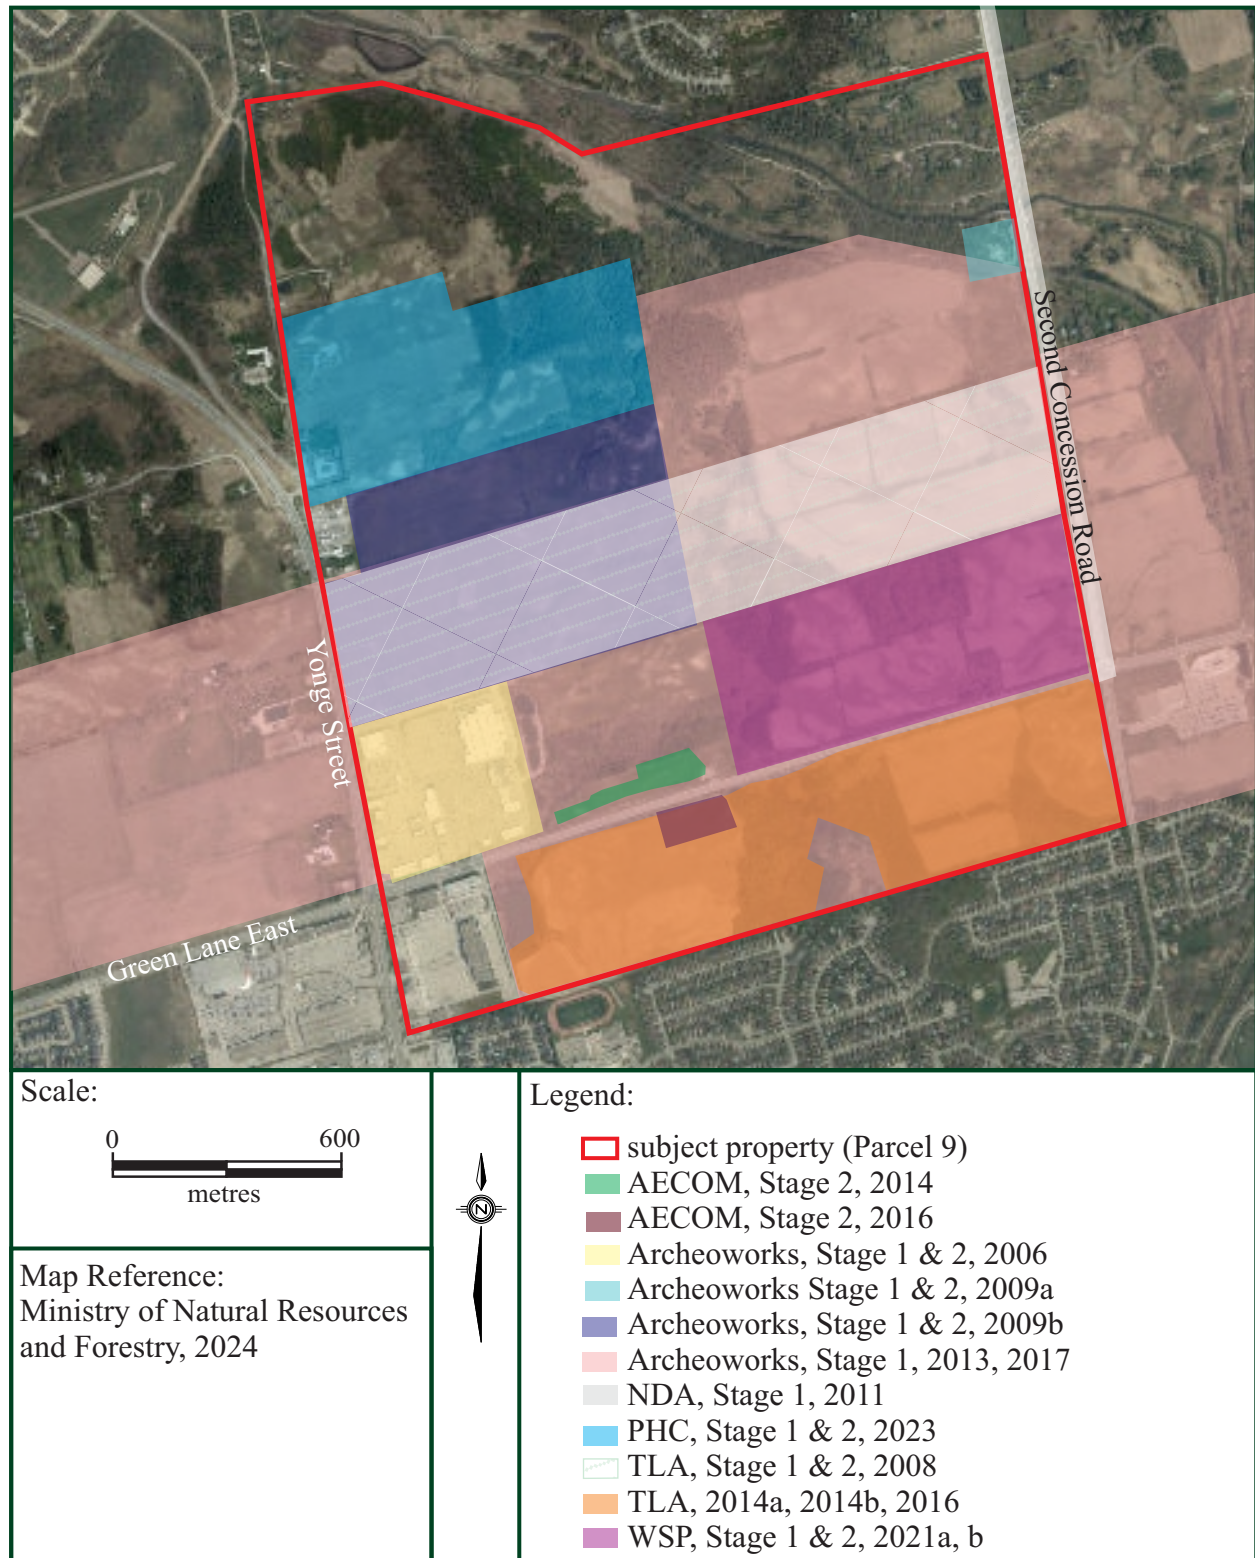 Second Concession Road
Yonge Street
Green Lane East
Scale:
0 600
metres
Map Reference:
Ministry of Natural Resources
and Forestry, 2024
N
Legend:
subject property (Parcel 9)
AECOM, Stage 2, 2014
AECOM, Stage 2, 2016
Archeoworks, Stage 1 & 2, 2006
Archeoworks Stage 1 & 2, 2009a
Archeoworks, Stage 1 & 2, 2009b
Archeoworks, Stage 1, 2013, 2017
NDA, Stage 1, 2011
PHC, Stage 1 & 2, 2023
TLA, Stage 1 & 2, 2008
TLA, 2014a, 2014b, 2016
WSP, Stage 1 & 2, 2021a, b